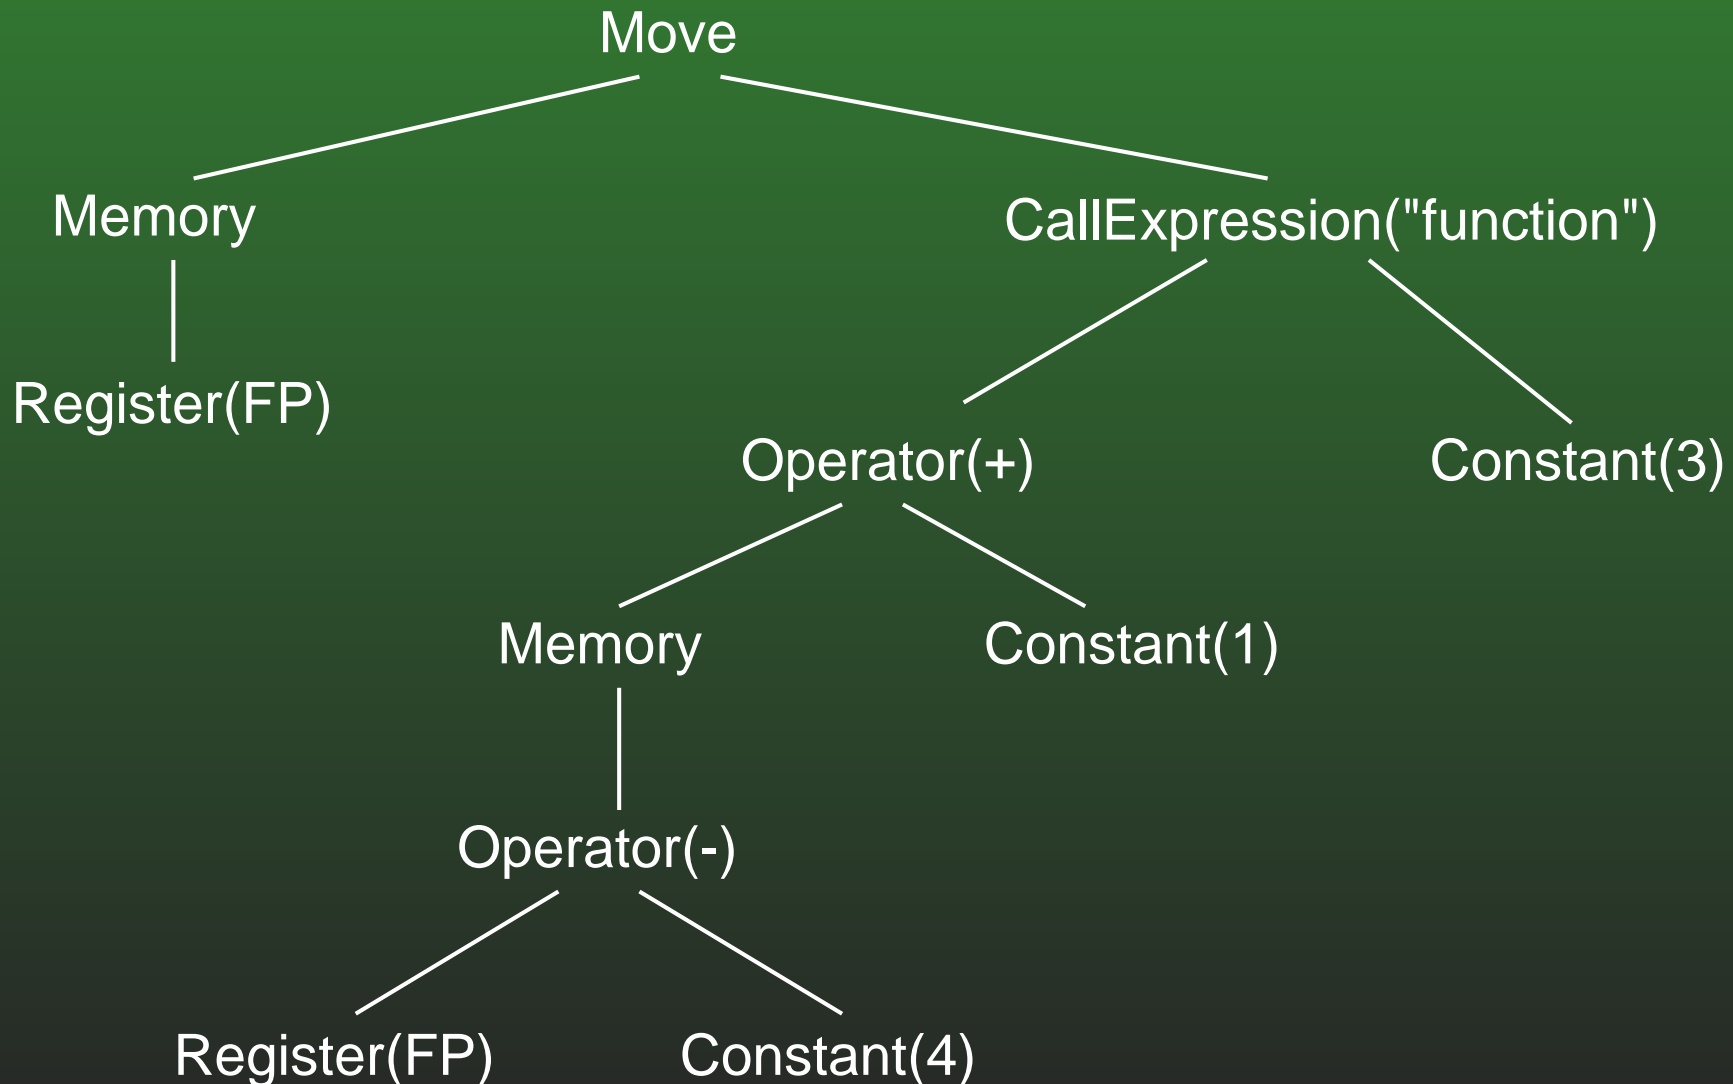 Move
Memory
CallExpression("function")
Register(FP)
Operator(+)
Constant(3)
Memory
Constant(1)
Operator(-)
Register(FP)
Constant(4)